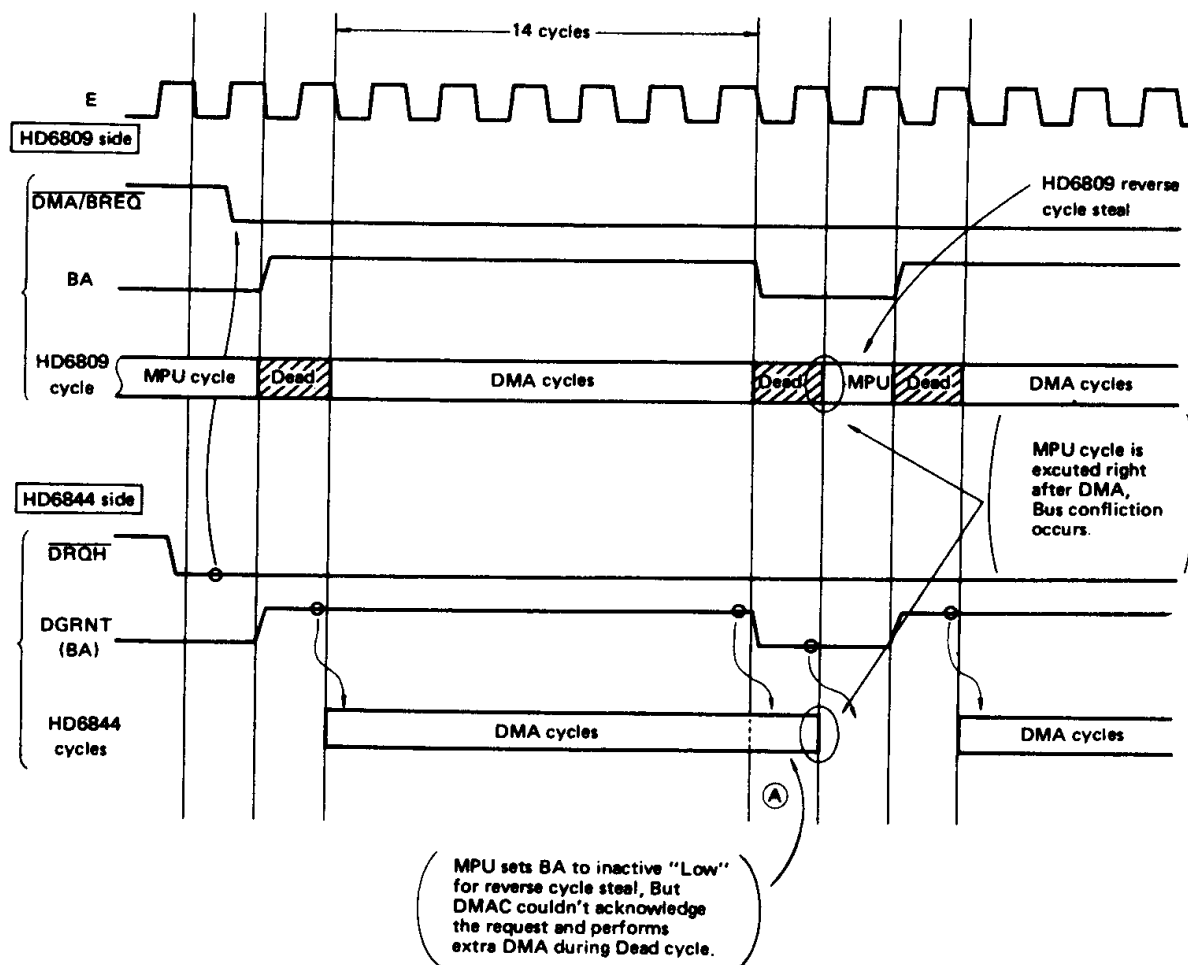 14 cycles
E
HD6809 side
DMA/BREQ
HD6809 reverse
cycle steal
BA
HD6809
cycle
MPU cycle
Dead
DMA cycles
Dead
MPU
Dead
DMA cycles
MPU cycle is
excuted right
after DMA,
Bus confliction
occurs.
HD6844 side
DRQH
DGRNT
(BA)
HD6844
cycles
DMA cycles
DMA cycles
A
MPU sets BA to inactive "Low"
for reverse cycle steal, But
DMAC couldn't acknowledge
the request and performs
extra DMA during Dead cycle.